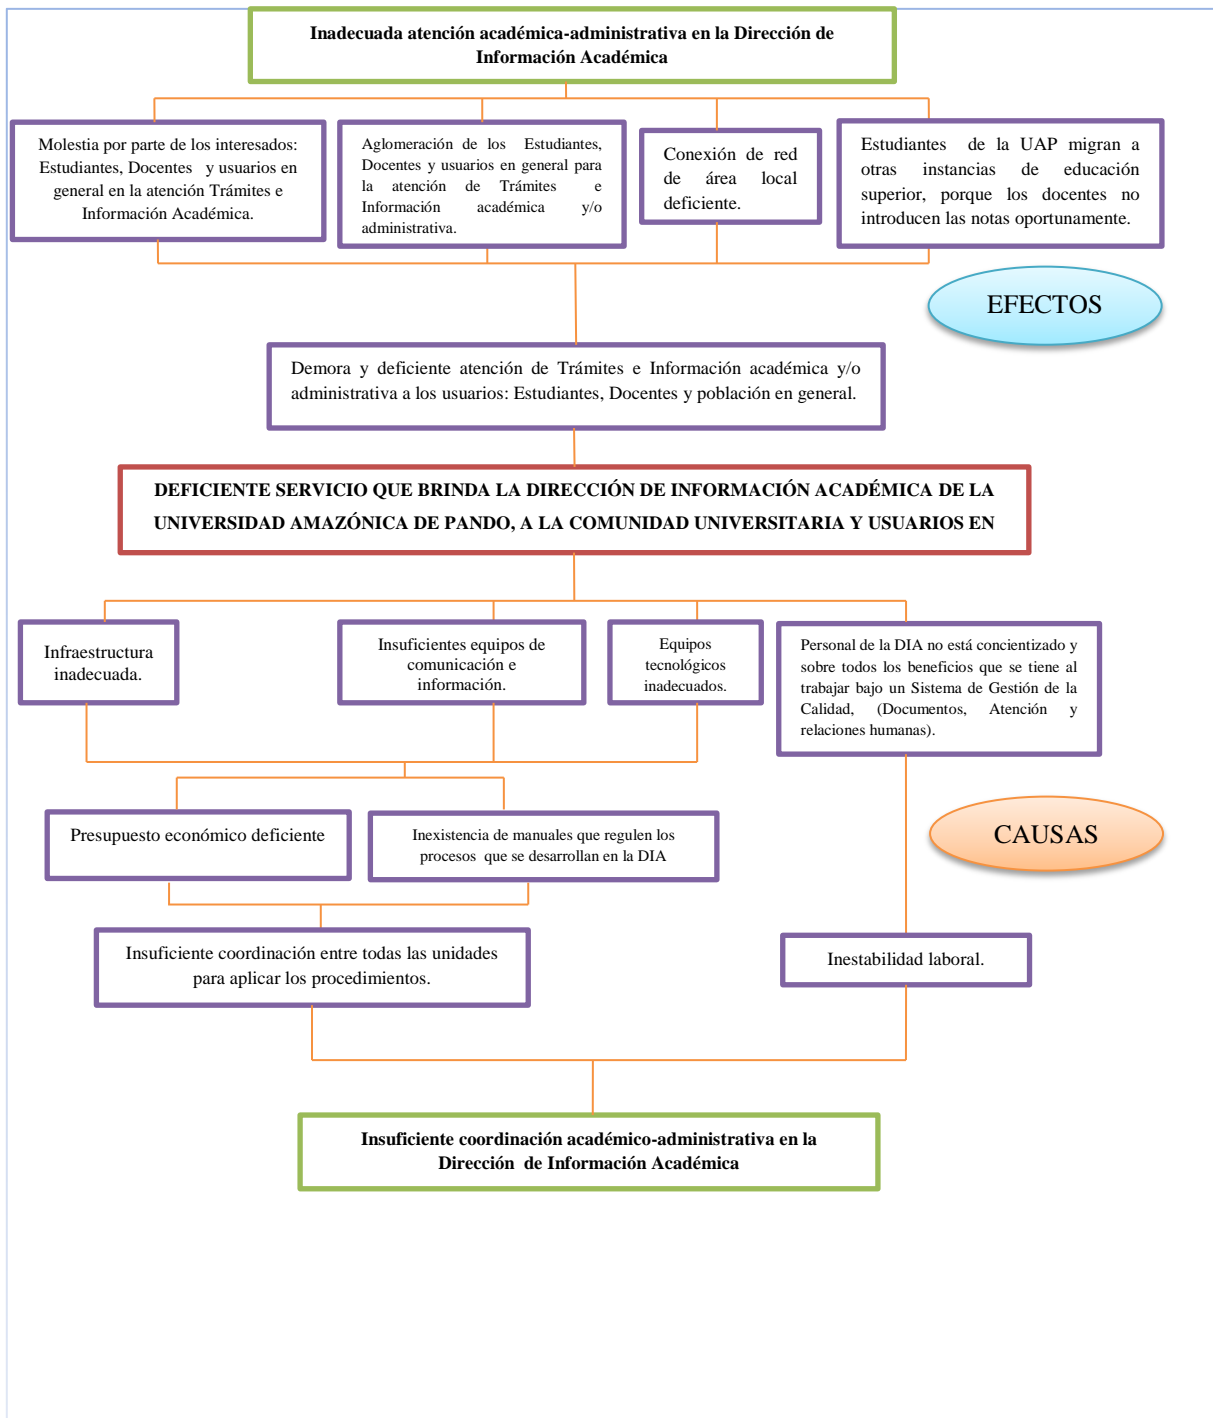 Inadecuada atención académica-administrativa en la Dirección de
Información Académica
Molestia por parte de los interesados:
Estudiantes, Docentes y usuarios en
general en la atención Trámites e
Información Académica.
Aglomeración de los Estudiantes,
Docentes y usuarios en general para
la atención de Trámites e
Información académica y/o
administrativa.
Conexión de red
de área local
deficiente.
Estudiantes de la UAP migran a
otras instancias de educación
superior, porque los docentes no
introducen las notas oportunamente.
EFECTOS
Demora y deficiente atención de Trámites e Información académica y/o
administrativa a los usuarios: Estudiantes, Docentes y población en general.
DEFICIENTE SERVICIO QUE BRINDA LA DIRECCIÓN DE INFORMACIÓN ACADÉMICA DE LA
UNIVERSIDAD AMAZÓNICA DE PANDO, A LA COMUNIDAD UNIVERSITARIA Y USUARIOS EN
Infraestructura
inadecuada.
Insuficientes equipos de
comunicación e
información.
Equipos
tecnológicos
inadecuados.
Personal de la DIA no está concientizado y
sobre todos los beneficios que se tiene al
trabajar bajo un Sistema de Gestión de la
Calidad, (Documentos, Atención y
relaciones humanas).
Presupuesto económico deficiente
Inexistencia de manuales que regulen los
procesos que se desarrollan en la DIA
CAUSAS
Insuficiente coordinación entre todas las unidades
para aplicar los procedimientos.
Inestabilidad laboral.
Insuficiente coordinación académico-administrativa en la
Dirección de Información Académica